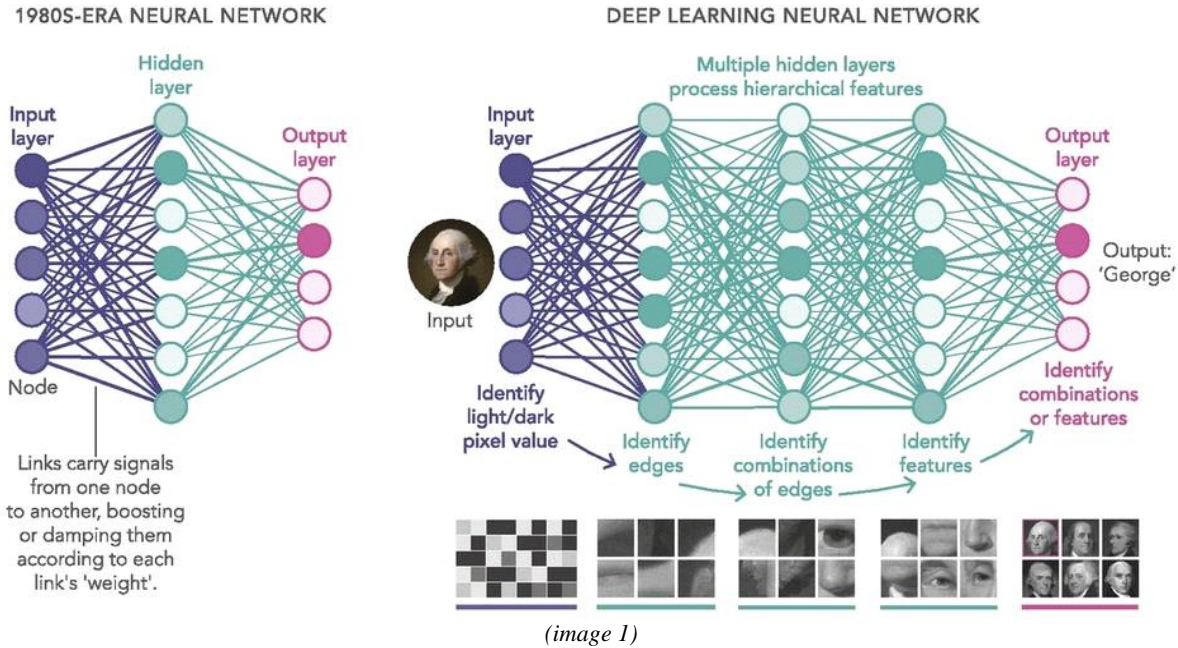 1980S-ERA NEURAL NETWORK
Hidden
layer
Input
layer
Output
layer
Node
Links carry signals
from one node
to another, boosting
or damping them
according to each
link's 'weight'.
DEEP LEARNING NEURAL NETWORK
Multiple hidden layers
process hierarchical features
Input
layer
Output
layer
Input
Output:
'George'
Identify
light/dark
pixel value
Identify
edges
Identify
combinations
of edges
Identify
features
Identify
combinations
or features
(image 1)